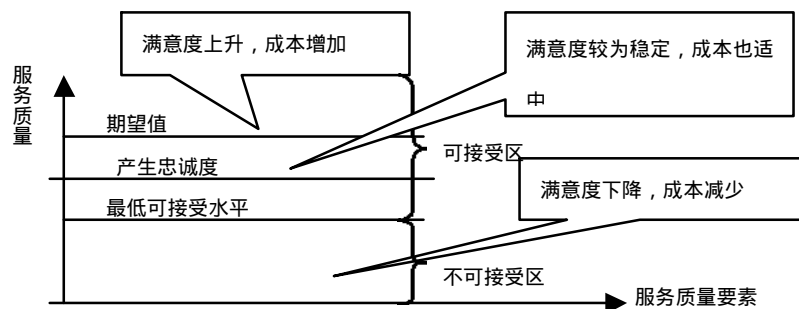 满意度上升，成本增加
满意度较为稳定，成本也适
中
服务质量
期望值
可接受区
产生忠诚度
满意度下降，成本减少
最低可接受水平
不可接受区
服务质量要素